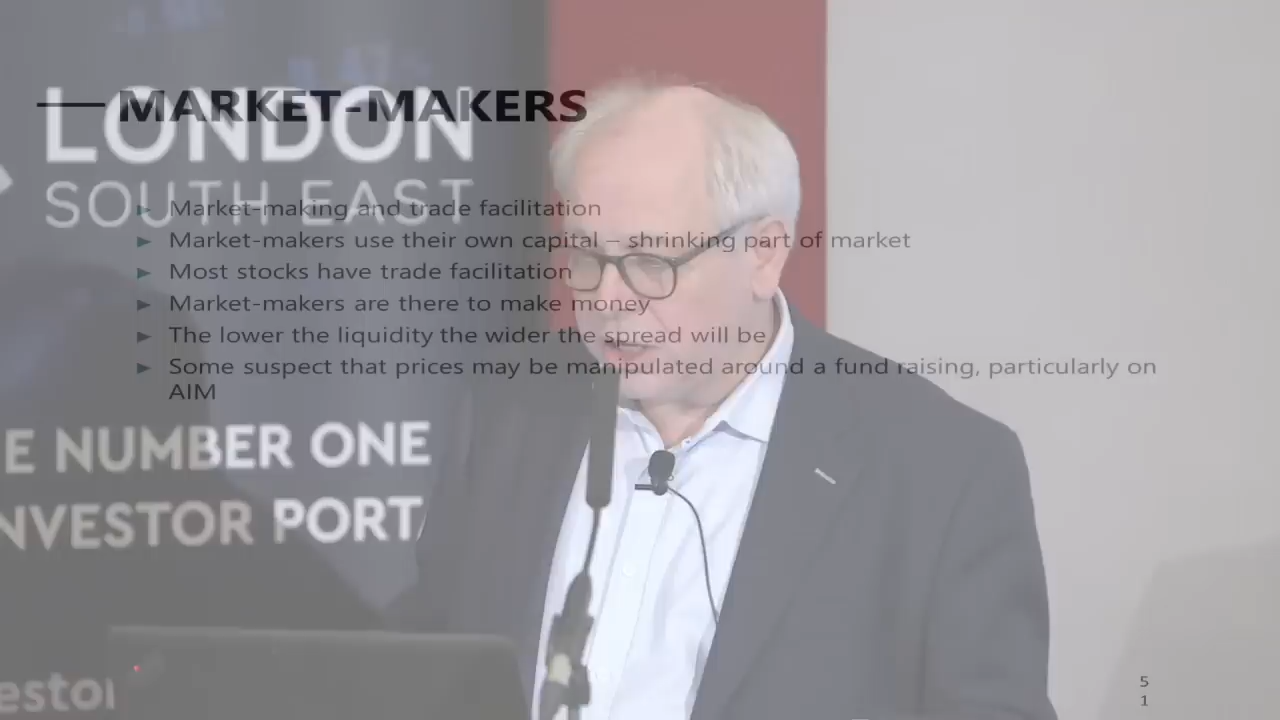 MARKET-MAKERS
LONDON
SOUTH EAST
Market-making and trade facilitation
Market-makers use their own capital – shrinking part of market
Most stocks have trade facilitation
Market-makers are there to make money
The lower the liquidity the wider the spread will be
Some suspect that prices may be manipulated around a fund raising, particularly on
AIM
E NUMBER ONE
NVESTOR PORT
estor
5
1